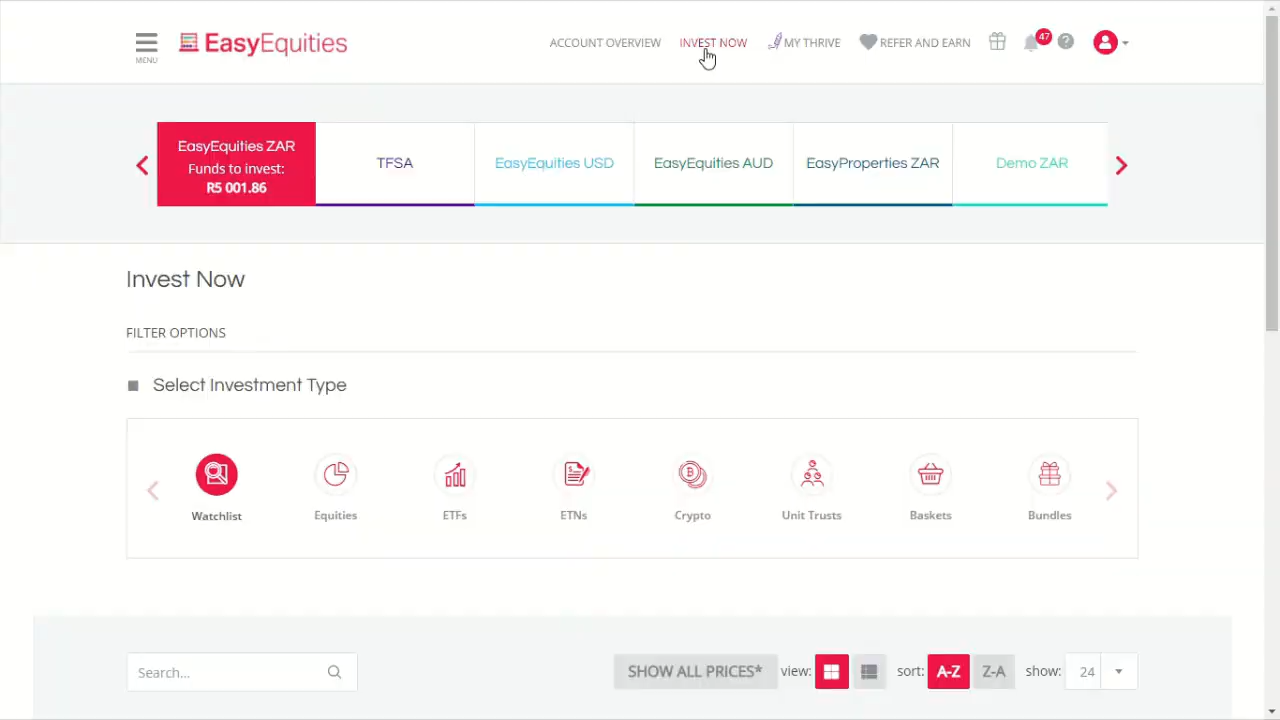 MENU
EasyEquities
ACCOUNT OVERVIEW
INVEST NOW
MY THRIVE
REFER AND EARN
47
?
EasyEquities ZAR
Funds to invest:
R5 001.86
TFSA
EasyEquities USD
EasyEquities AUD
EasyProperties ZAR
Demo ZAR
Invest Now
FILTER OPTIONS
Select Investment Type
Watchlist
Equities
ETFs
ETNs
Crypto
Unit Trusts
Baskets
Bundles
Search...
SHOW ALL PRICES*
view:
sort:
A-Z
Z-A
show:
24